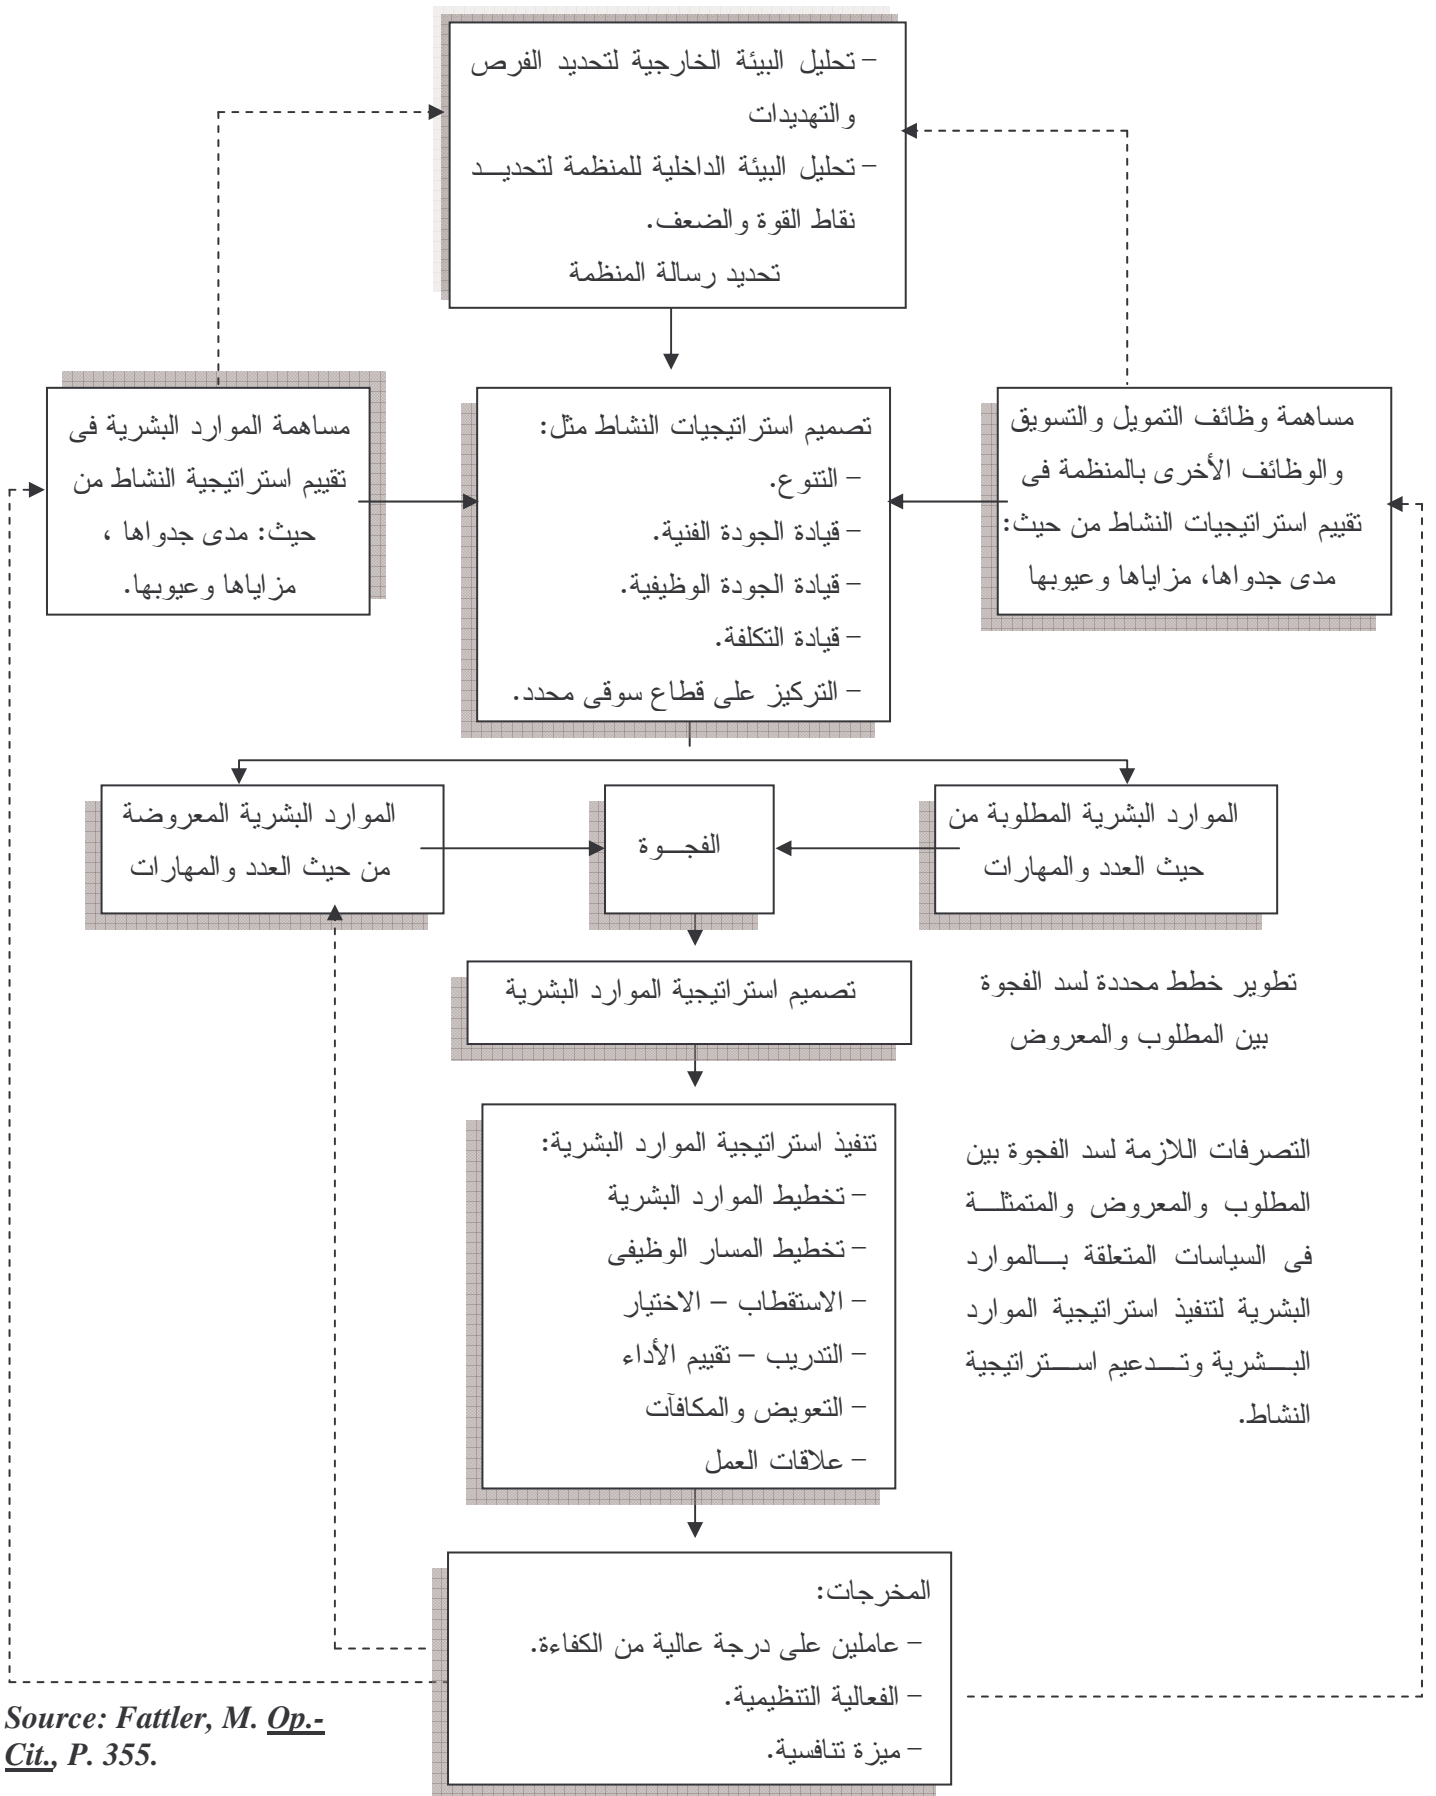 – تحليل البيئة الخارجية لتحديد الفرص
والتهديدات
– تحليل البيئة الداخلية للمنظمة لتحديـــد
نقاط القوة والضعف.
تحديد رسالة المنظمة
مساهمة وظائف التمويل والتسويق
والوظائف الأخرى بالمنظمة فى
تقييم استراتيجيات النشاط من حيث:
مدى جدواها، مزاياها وعيوبها
تصميم استراتيجيات النشاط مثل:
– التنوع.
– قيادة الجودة الفنية.
– قيادة الجودة الوظيفية.
– قيادة التكلفة.
– التركيز على قطاع سوقى محدد.
مساهمة الموارد البشرية فى
تقييم استراتيجية النشاط من
حيث: مدى جدواها ،
مزاياها وعيوبها.
الموارد البشرية المطلوبة من
حيث العدد والمهارات
الفجـــوة
الموارد البشرية المعروضة
من حيث العدد والمهارات
تصميم استراتيجية الموارد البشرية
تطوير خطط محددة لسد الفجوة
بين المطلوب والمعروض
تنفيذ استراتيجية الموارد البشرية:
– تخطيط الموارد البشرية
– تخطيط المسار الوظيفى
– الاستقطاب – الاختيار
– التدريب – تقييم الأداء
– التعويض والمكافآت
– علاقات العمل
التصرفات اللازمة لسد الفجوة بين
المطلوب والمعروض والمتمثلـــة
فى السياسات المتعلقة بـــالموارد
البشرية لتنفيذ استراتيجية الموارد
البـــشرية وتـــدعيم اســـتراتيجية
النشاط.
المخرجات:
– عاملين على درجة عالية من الكفاءة.
– الفعالية التنظيمية.
– ميزة تنافسية.
Source: Fattler, M. Op.-
Cit., P. 355.